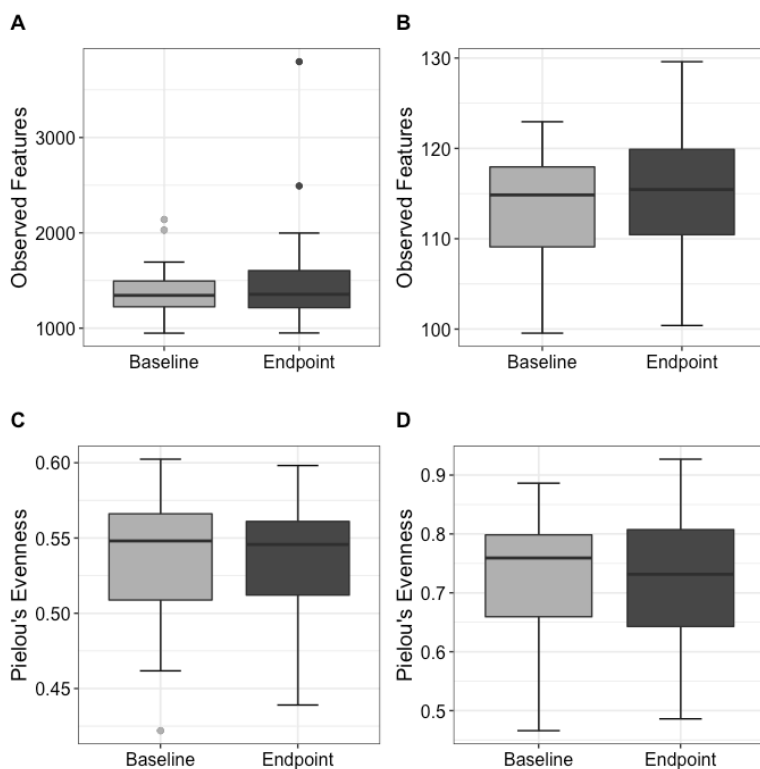 A
Observed Features
3000
2000
1000
Baseline Endpoint
B
Observed Features
130
120
110
100
Baseline Endpoint
C
Pielou's Evenness
0.60
0.55
0.50
0.45
Baseline Endpoint
D
Pielou's Evenness
0.9
0.8
0.7
0.6
0.5
Baseline Endpoint